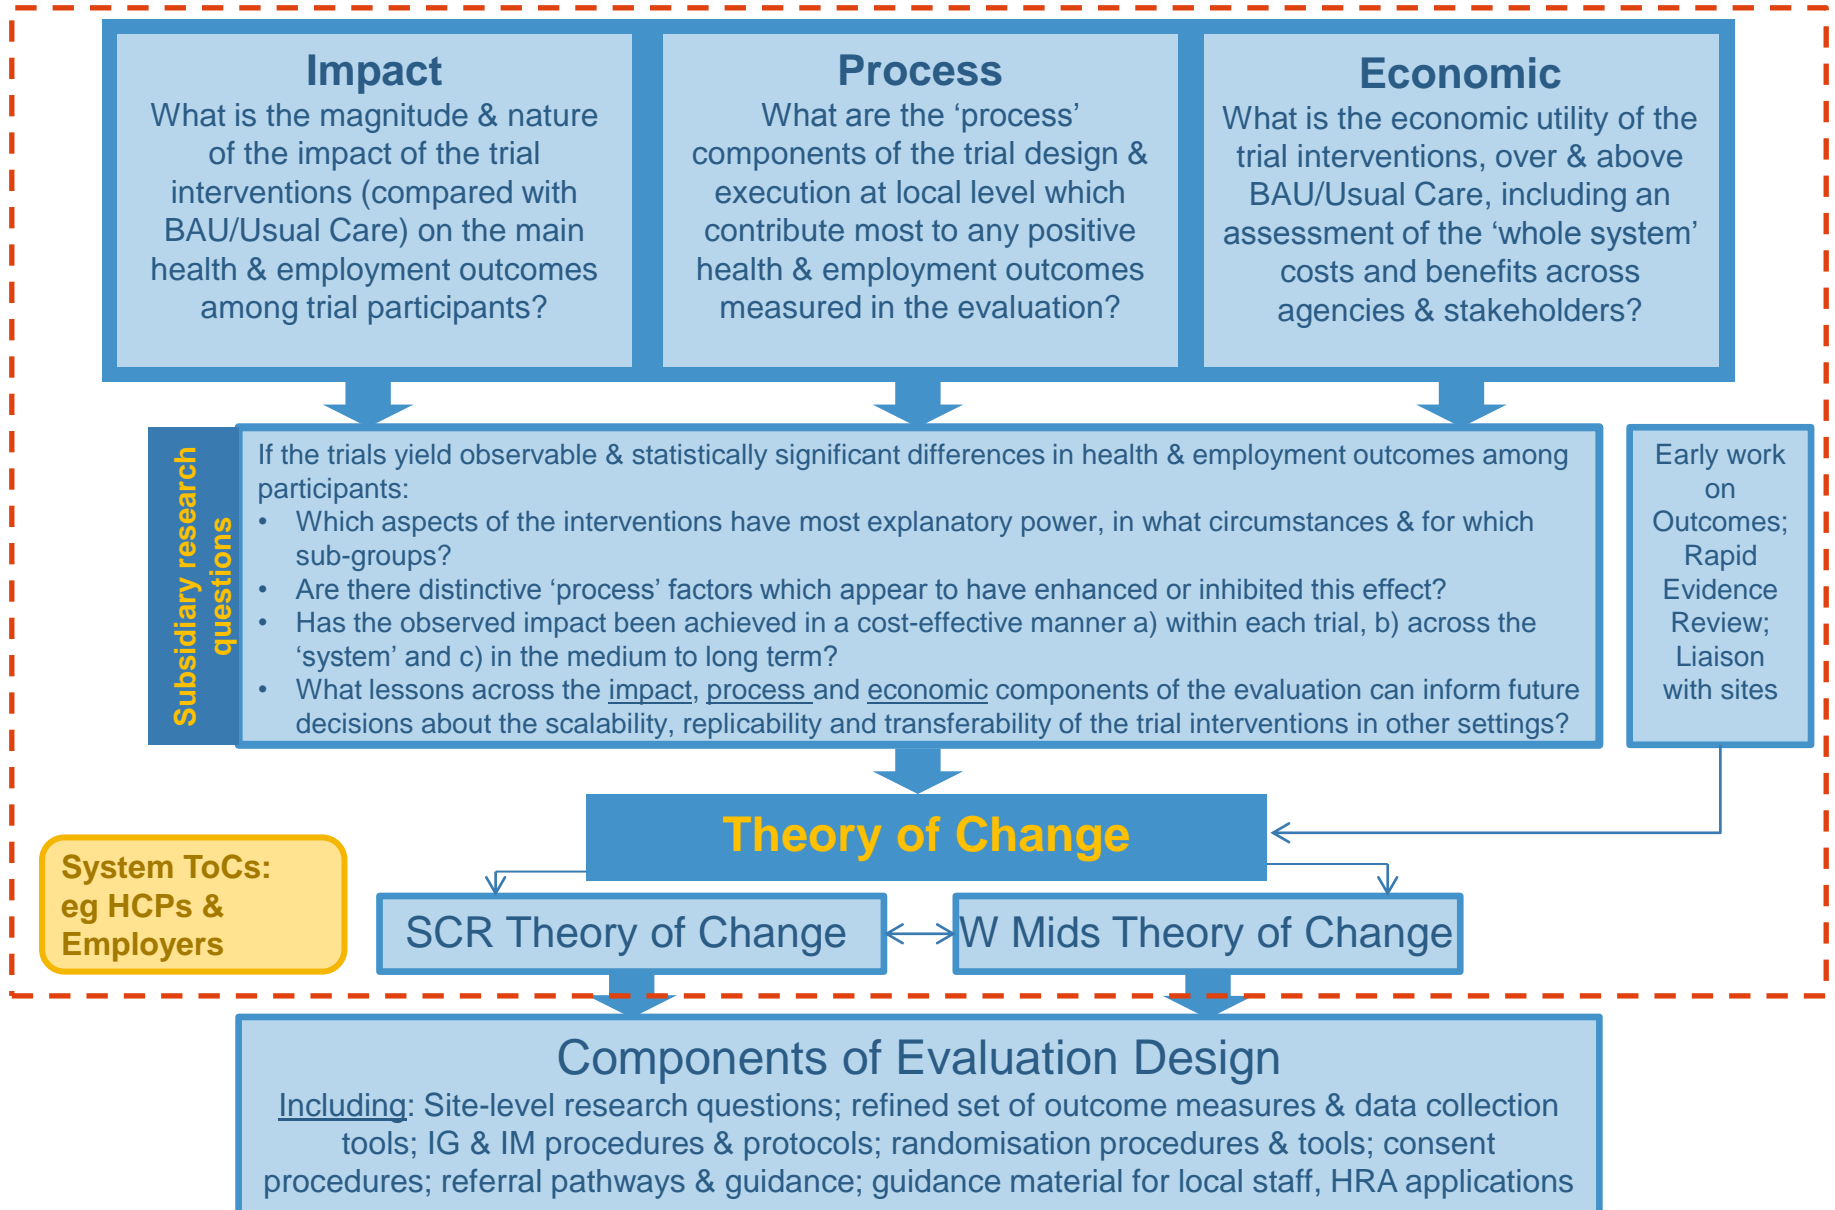 Impact
What is the magnitude & nature
of the impact of the trial
interventions (compared with
BAU/Usual Care) on the main
health & employment outcomes
among trial participants?
Process
What are the ‘process’
components of the trial design &
execution at local level which
contribute most to any positive
health & employment outcomes
measured in the evaluation?
Economic
What is the economic utility of the
trial interventions, over & above
BAU/Usual Care, including an
assessment of the ‘whole system’
costs and benefits across
agencies & stakeholders?
Subsidiary research
questions
If the trials yield observable & statistically significant differences in health & employment outcomes among
participants:
• Which aspects of the interventions have most explanatory power, in what circumstances & for which
sub-groups?
• Are there distinctive ‘process’ factors which appear to have enhanced or inhibited this effect?
• Has the observed impact been achieved in a cost-effective manner a) within each trial, b) across the
‘system’ and c) in the medium to long term?
• What lessons across the impact, process and economic components of the evaluation can inform future
decisions about the scalability, replicability and transferability of the trial interventions in other settings?
Early work
on
Outcomes;
Rapid
Evidence
Review;
Liaison
with sites
Theory of Change
System ToCs:
eg HCPs &
Employers
SCR Theory of Change
W Mids Theory of Change
Components of Evaluation Design
Including: Site-level research questions; refined set of outcome measures & data collection
tools; IG & IM procedures & protocols; randomisation procedures & tools; consent
procedures; referral pathways & guidance; guidance material for local staff, HRA applications